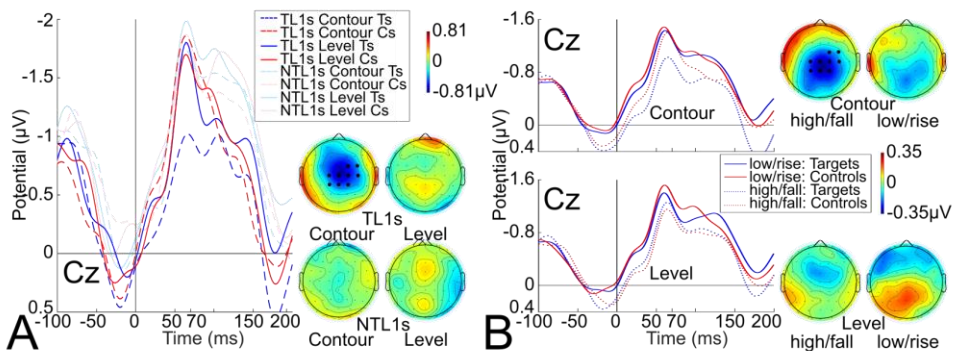 A
Cz
Potential (µV)
-2
-1.5
-1
0.5
0
0.5
-100
-50
0
50 70
150
200
Time (ms)
TL1s Contour Ts
TL1s Contour Cs
TL1s Level Ts
TL1s Level Cs
NTL1s Contour Ts
NTL1s Contour Cs
NTL1s Level Ts
NTL1s Level Cs
0.81
0
-0.81µV
TL1s
Contour Level
NTL1s
Contour Level
B
Cz
Potential (µV)
-1.6
-0.8
0
0.4
Contour
Contour
high/fall low/rise
low/rise: Targets
low/rise: Controls
high/fall: Targets
high/fall: Controls
0.35
0
-0.35µV
Cz
-1.6
-0.8
0
0.4
Level
-100
-50
0
50 70
100
150
200
Time (ms)
Level
high/fall low/rise